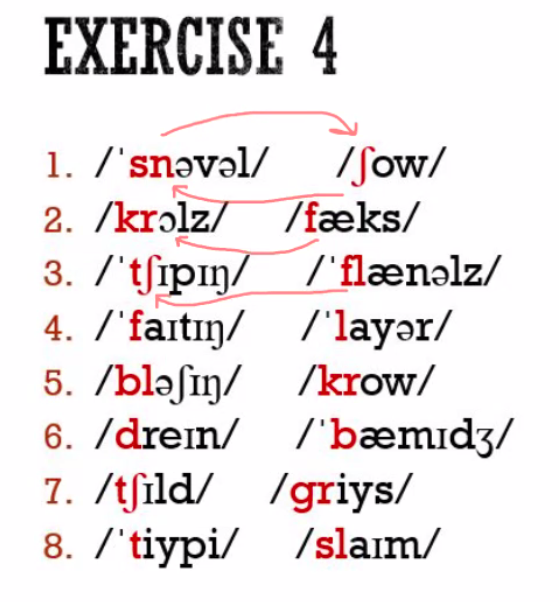 EXERCISE 4
1. /ˈsnəvəl/ /ʃow/
2. /krɔlz/ /fæks/
3. /ˈtʃɪpɪŋ/ /ˈflænəlz/
4. /ˈfaɪtɪŋ/ /ˈlayər/
5. /bləʃɪŋ/ /krow/
6. /dreɪn/ /ˈbæmɪdʒ/
7. /tʃɪld/ /griys/
8. /ˈtiypi/ /slaɪm/